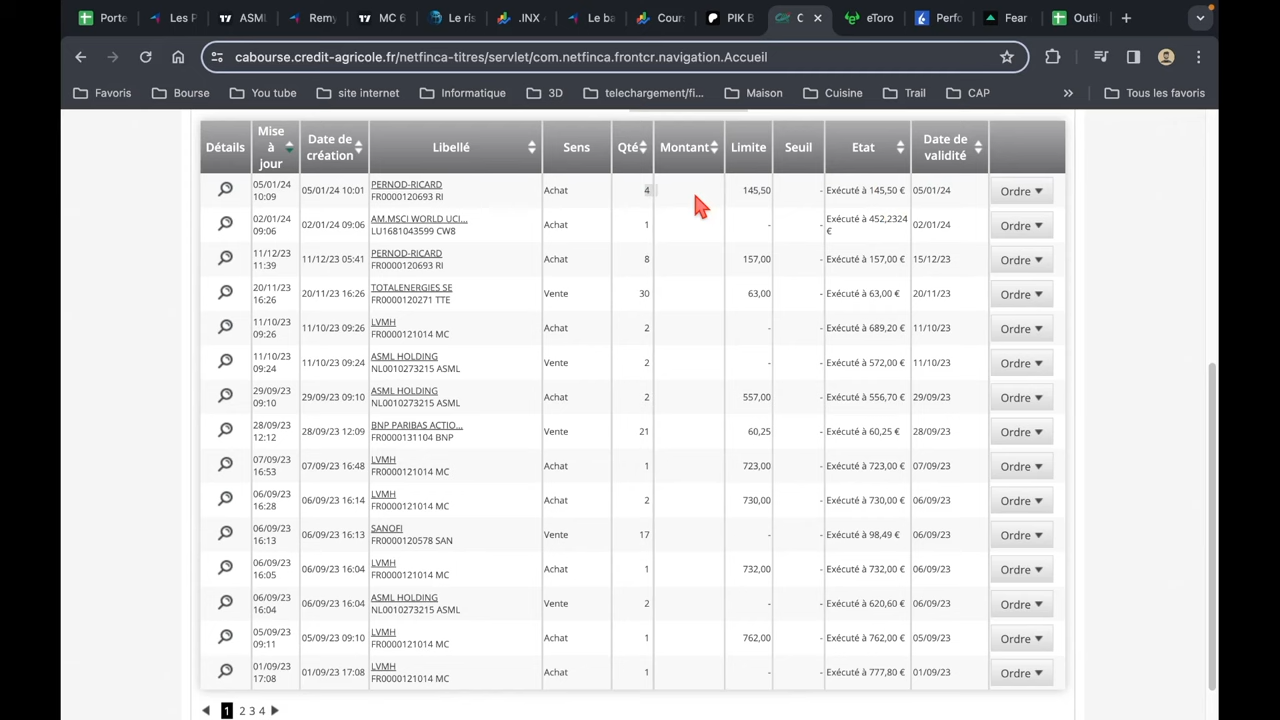 Porte
Les P
ASML
Remy
MC 6
Le ris
.INX
Le ba
Cours
PIK B
C
eToro
Perfo
Fear
Outil
cabourse.credit-agricole.fr/netfinca-titres/servlet/com.netfinca.frontcr.navigation.Accueil
Favoris
Bourse
You tube
site internet
Informatique
3D
telechargement/fi...
Maison
Cuisine
Trail
CAP
Tous les favoris
Détails Mise à jour Date de création Libellé Sens Qté Montant Limite Seuil Etat Date de validité
05/01/24 10:09 05/01/24 10:01 PERNOD-RICARD FR0000120693 RI Achat 4 145,50 - Exécuté à 145,50 € 05/01/24 Ordre
02/01/24 09:06 02/01/24 09:06 AM.MSCI WORLD UCI... LU1681043599 CW8 Achat 1 - - Exécuté à 452,2324 € 02/01/24 Ordre
11/12/23 11:39 11/12/23 05:41 PERNOD-RICARD FR0000120693 RI Achat 8 157,00 - Exécuté à 157,00 € 15/12/23 Ordre
20/11/23 16:26 20/11/23 16:26 TOTALENERGIES SE FR0000120271 TTE Vente 30 63,00 - Exécuté à 63,00 € 20/11/23 Ordre
11/10/23 09:26 11/10/23 09:26 LVMH FR0000121014 MC Achat 2 - - Exécuté à 689,20 € 11/10/23 Ordre
11/10/23 09:24 11/10/23 09:24 ASML HOLDING NL0010273215 ASML Vente 2 - - Exécuté à 572,00 € 11/10/23 Ordre
29/09/23 09:10 29/09/23 09:10 ASML HOLDING NL0010273215 ASML Achat 2 557,00 - Exécuté à 556,70 € 29/09/23 Ordre
28/09/23 12:12 28/09/23 12:09 BNP PARIBAS ACTIO... FR0000131104 BNP Vente 21 60,25 - Exécuté à 60,25 € 28/09/23 Ordre
07/09/23 16:53 07/09/23 16:48 LVMH FR0000121014 MC Achat 1 723,00 - Exécuté à 723,00 € 07/09/23 Ordre
06/09/23 16:28 06/09/23 16:14 LVMH FR0000121014 MC Achat 2 730,00 - Exécuté à 730,00 € 06/09/23 Ordre
06/09/23 16:13 06/09/23 16:13 SANOFI FR0000120578 SAN Vente 17 - - Exécuté à 98,49 € 06/09/23 Ordre
06/09/23 16:05 06/09/23 16:04 LVMH FR0000121014 MC Achat 1 732,00 - Exécuté à 732,00 € 06/09/23 Ordre
06/09/23 16:04 06/09/23 16:04 ASML HOLDING NL0010273215 ASML Vente 2 - - Exécuté à 620,60 € 06/09/23 Ordre
05/09/23 09:11 05/09/23 09:10 LVMH FR0000121014 MC Achat 1 762,00 - Exécuté à 762,00 € 05/09/23 Ordre
01/09/23 17:08 01/09/23 17:08 LVMH FR0000121014 MC Achat 1 - - Exécuté à 777,80 € 01/09/23 Ordre
1 2 3 4